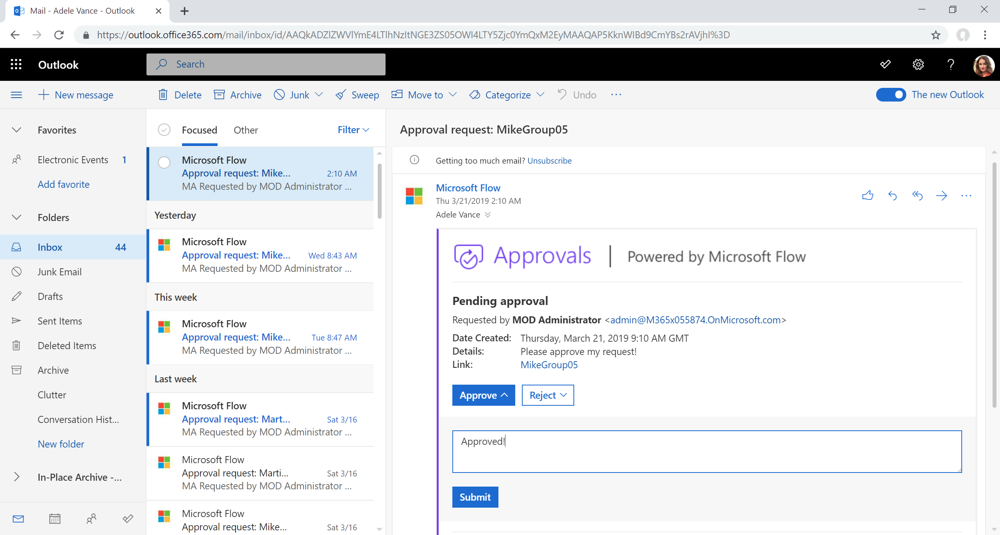 Mail - Adele Vance - Outlook
https://outlook.office365.com/mail/inbox/id/AAQkADZlZWVlYmE4LTlhNzItNGE3ZS05OWI4LTY5Zjc0YmQxM2EyMAAQAP5KknWIBd9CmYBs2rAVjhI%3D
Outlook
Search
New message
Delete
Archive
Junk
Sweep
Move to
Categorize
Undo
The new Outlook
Favorites
Electronic Events 1
Add favorite
Folders
Inbox 44
Junk Email
Drafts
Sent Items
Deleted Items
Archive
Clutter
Conversation Hist...
New folder
In-Place Archive -...
Focused Other Filter
Microsoft Flow
Approval request: Mike... 2:10 AM
MA Requested by MOD Administrator ...
Yesterday
Microsoft Flow
Approval request: Mike... Wed 8:43 AM
MA Requested by MOD Administrator ...
This week
Microsoft Flow
Approval request: Mike... Tue 8:47 AM
MA Requested by MOD Administrator ...
Last week
Microsoft Flow
Approval request: Mart... Sat 3/16
MA Requested by MOD Administrator ...
Microsoft Flow
Approval request: Marti... Sat 3/16
MA Requested by MOD Administrator ...
Microsoft Flow
Approval request: Mike... Sat 3/16
Approval request: MikeGroup05
Getting too much email? Unsubscribe
Microsoft Flow
Thu 3/21/2019 2:10 AM
Adele Vance
Approvals | Powered by Microsoft Flow
Pending approval
Requested by MOD Administrator <admin@M365x055874.OnMicrosoft.com>
Date Created: Thursday, March 21, 2019 9:10 AM GMT
Details: Please approve my request!
Link: MikeGroup05
Approve Reject
Approved!
Submit